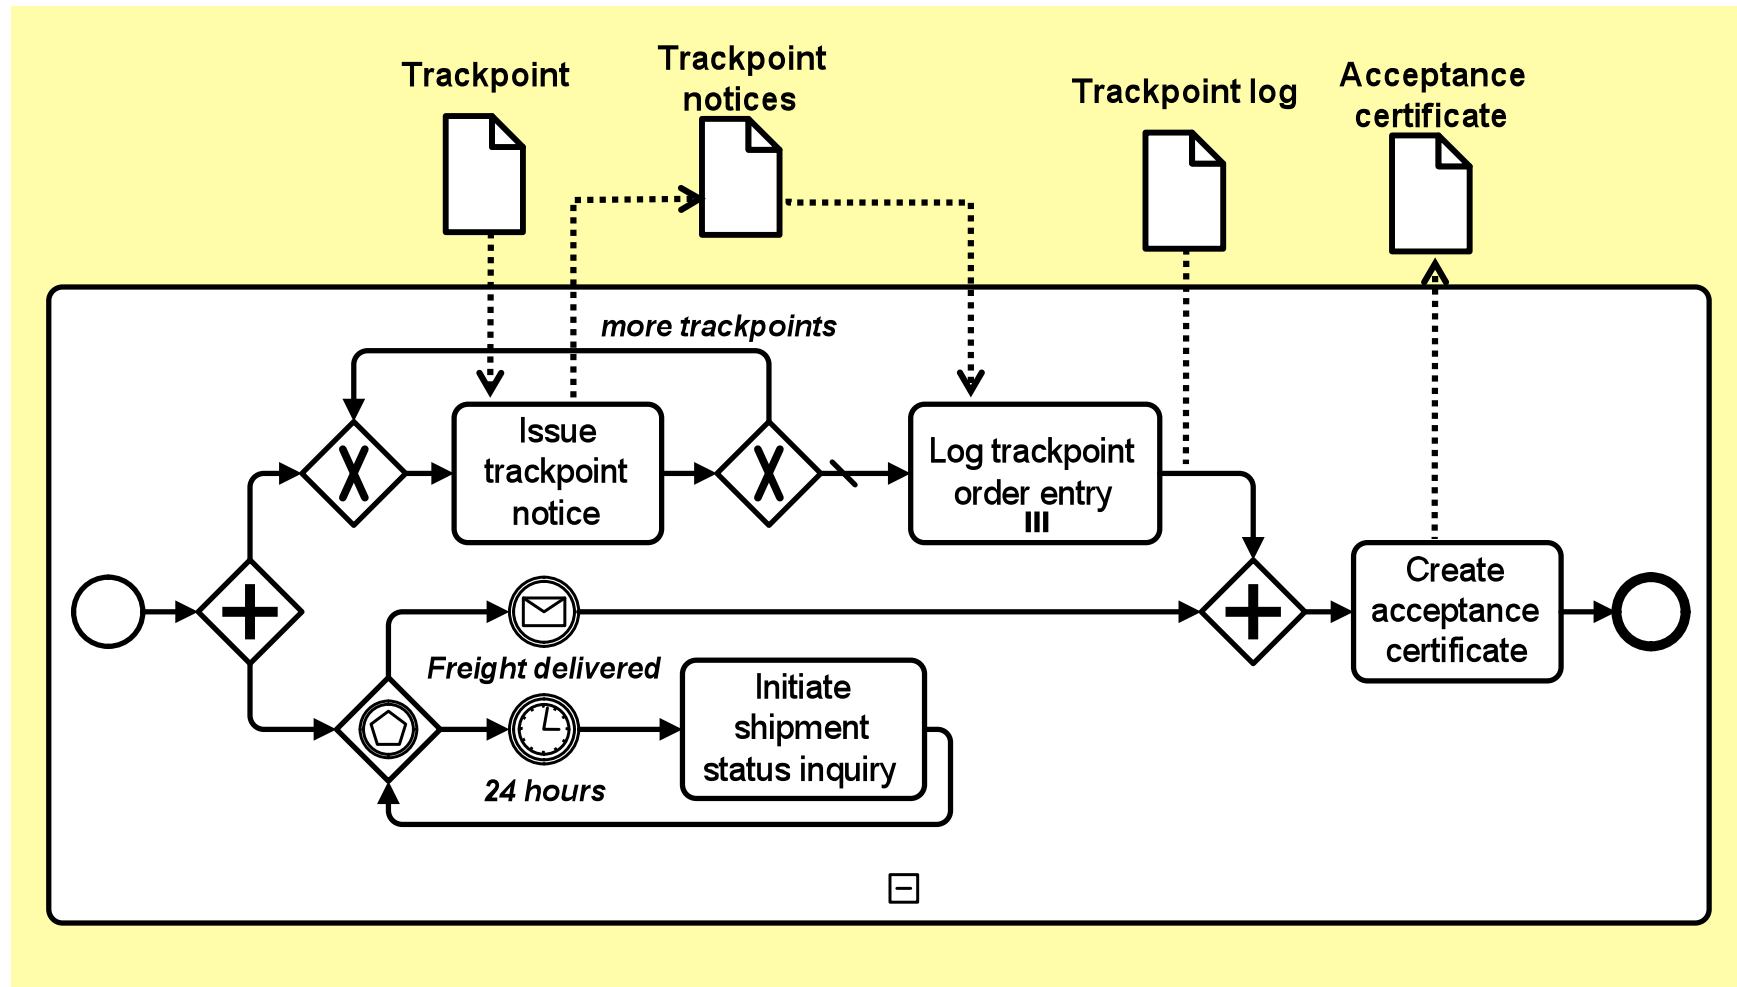 Trackpoint
Trackpoint
notices
Trackpoint log
Acceptance
certificate
more trackpoints
Issue
trackpoint
notice
Log trackpoint
order entry
Create
acceptance
certificate
Freight delivered
Initiate
shipment
status inquiry
24 hours